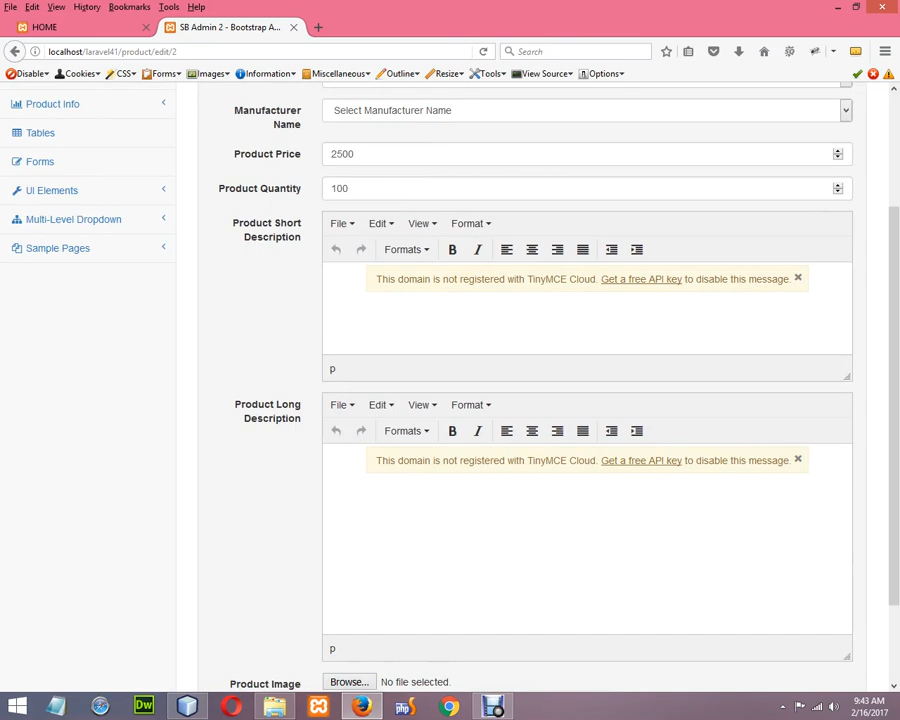 File Edit View History Bookmarks Tools Help
HOME × SB Admin 2 - Bootstrap A... × +
localhost/laravel41/product/edit/2 Search
Disable▾ Cookies▾ CSS▾ Forms▾ Images▾ Information▾ Miscellaneous▾ Outline▾ Resize▾ Tools▾ View Source▾ Options▾
Product Info
Tables
Forms
UI Elements
Multi-Level Dropdown
Sample Pages
Manufacturer
Name
Select Manufacturer Name
Product Price 2500
Product Quantity 100
Product Short
Description
File▾ Edit▾ View▾ Format▾
Formats▾ B I
This domain is not registered with TinyMCE Cloud. Get a free API key to disable this message. ×
p
Product Long
Description
File▾ Edit▾ View▾ Format▾
Formats▾ B I
This domain is not registered with TinyMCE Cloud. Get a free API key to disable this message. ×
p
Product Image Browse... No file selected.
Dw php
9:43 AM
2/16/2017